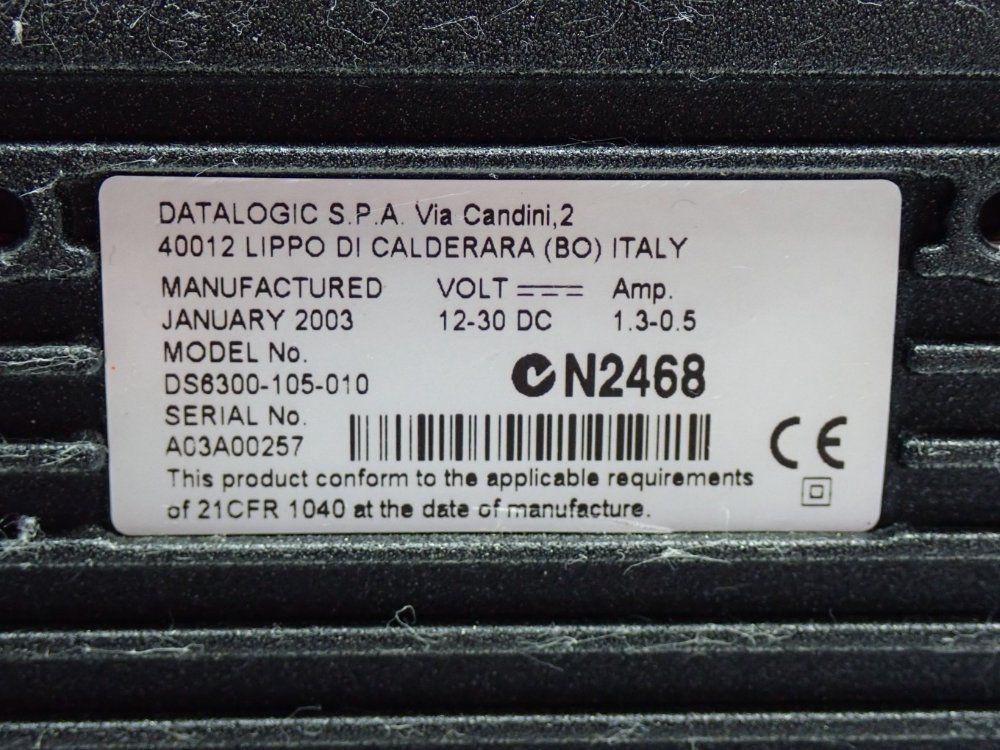 DATALOGIC S.P.A. Via Candini,2
40012 LIPPO DI CALDERARA (BO) ITALY
MANUFACTURED VOLT Amp.
JANUARY 2003 12-30 DC 1.3-0.5
MODEL No.
DS6300-105-010
N2468
SERIAL No.
A03A00257
CE
This product conform to the applicable requirements
of 21CFR 1040 at the date of manufacture.